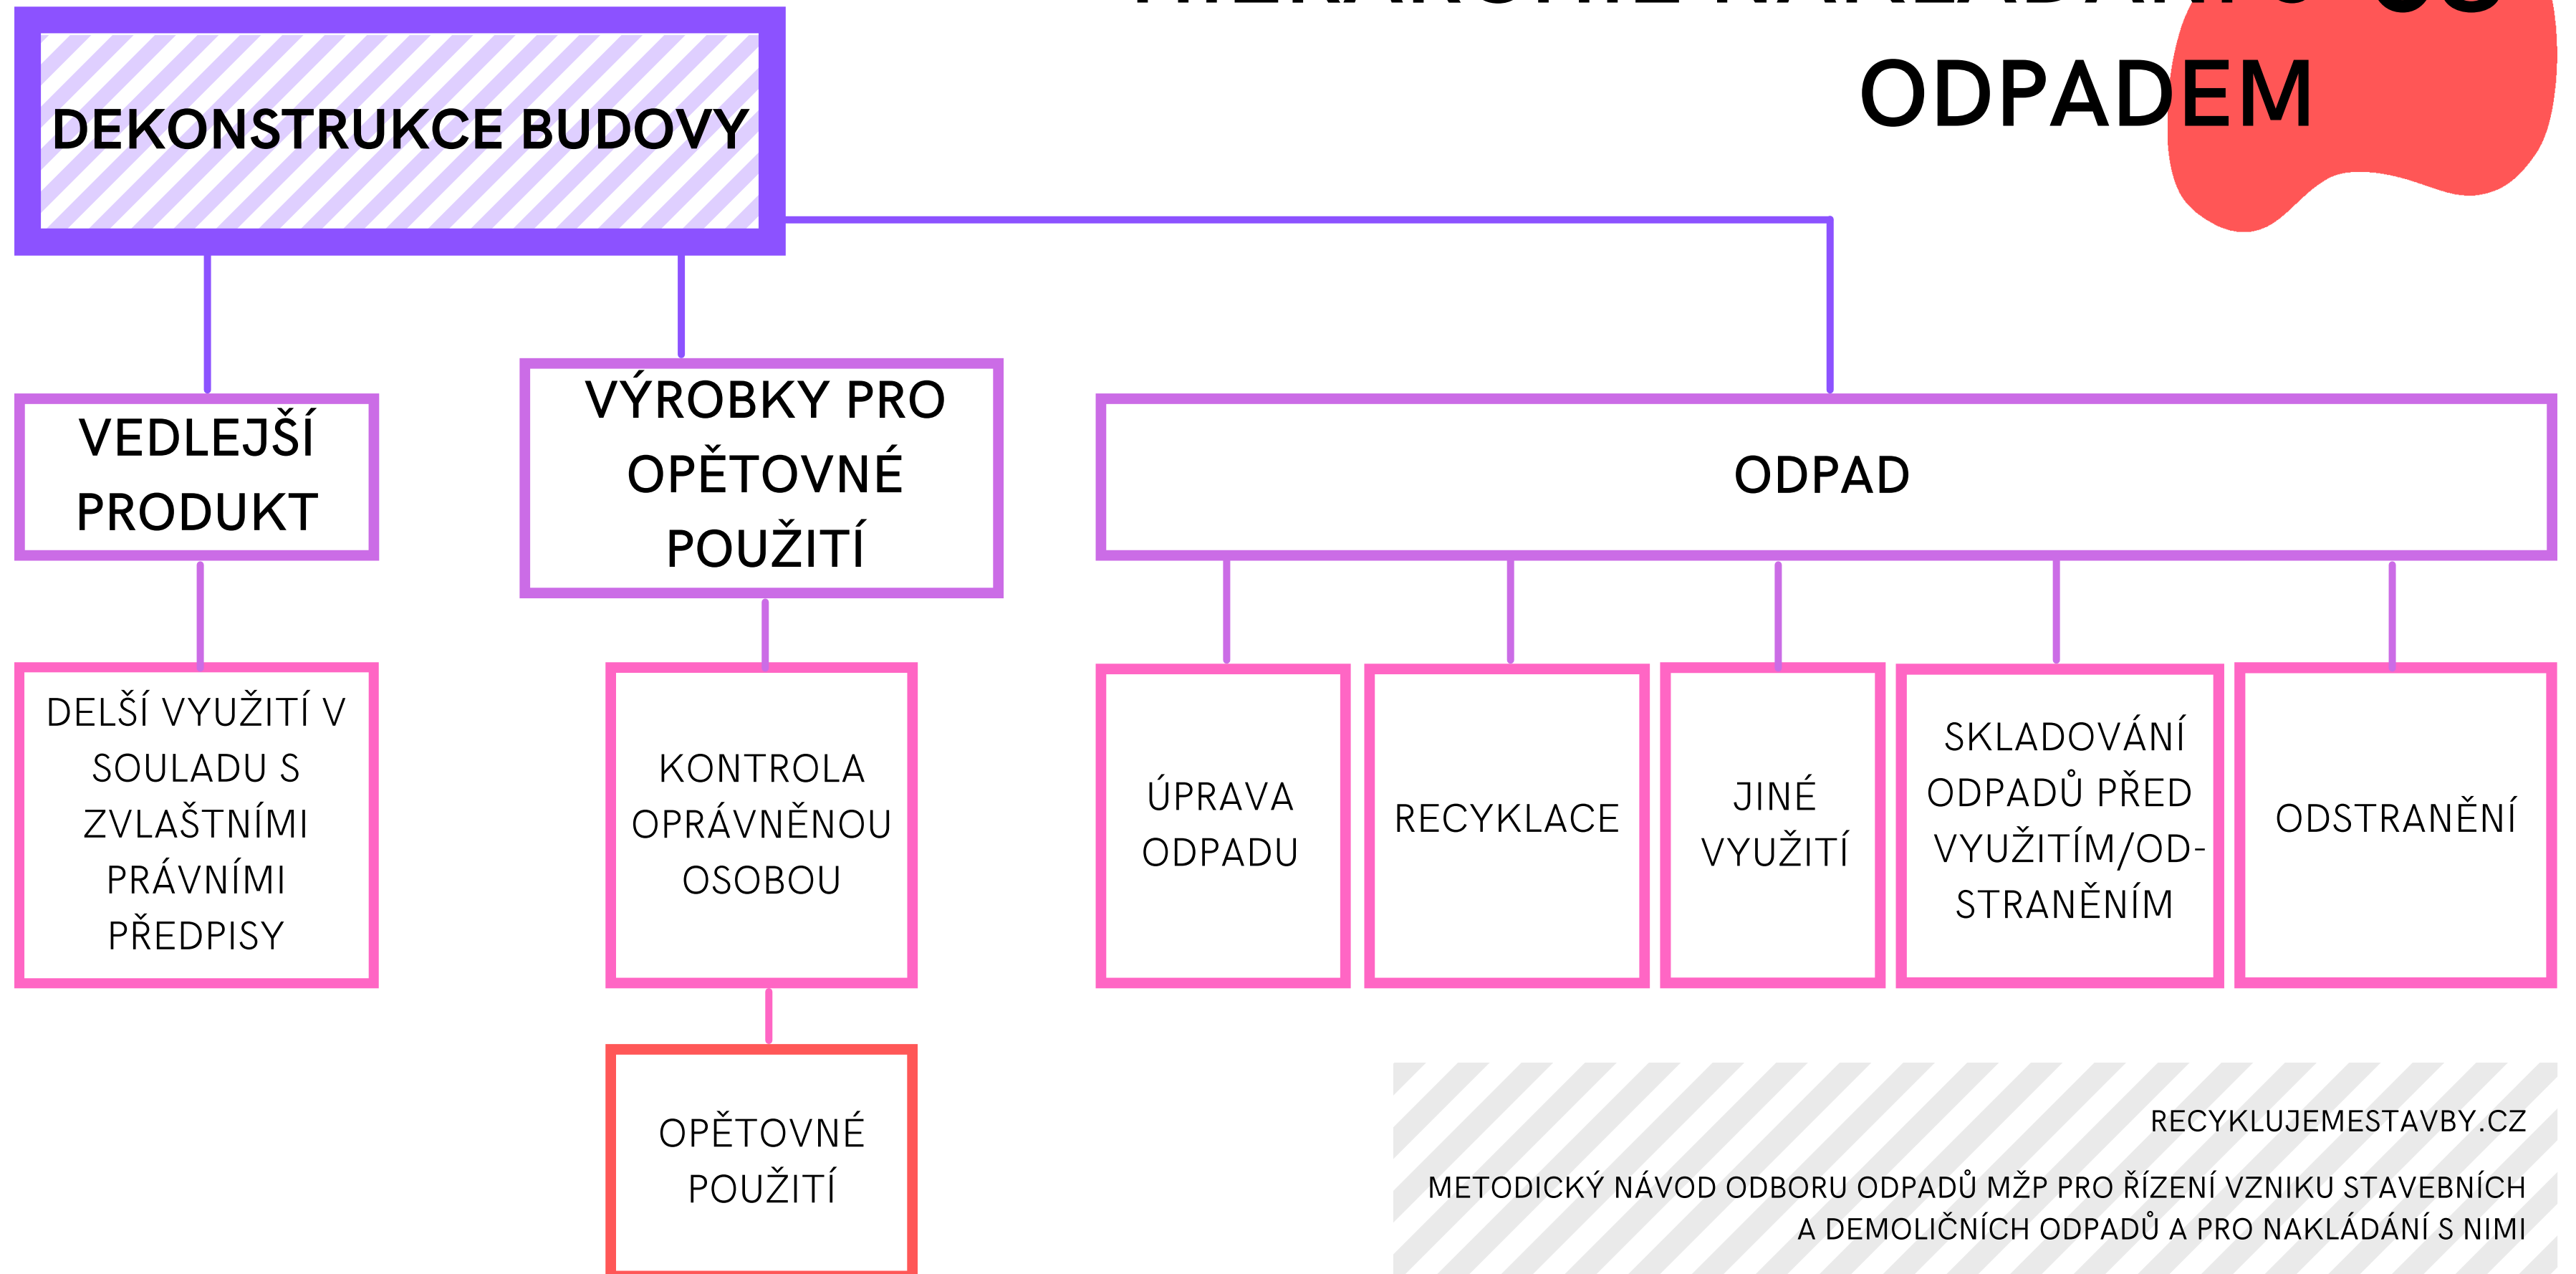 ODPADEM
DEKONSTRUKCE BUDOVY
VEDLEJŠÍ
PRODUKT
VÝROBKY PRO
OPĚTOVNÉ
POUŽITÍ
ODPAD
DELŠÍ VYUŽITÍ V
SOULADU S
ZVLAŠTNÍMI
PRÁVNÍMI
PŘEDPISY
KONTROLA
OPRÁVNĚNOU
OSOBOU
ÚPRAVA
ODPADU
RECYKLACE
JINÉ
VYUŽITÍ
SKLADOVÁNÍ
ODPADŮ PŘED
VYUŽITÍM/OD-
STRANĚNÍM
ODSTRANĚNÍ
OPĚTOVNÉ
POUŽITÍ
RECYKLUJEMESTAVBY.CZ
METODICKÝ NÁVOD ODBORU ODPADŮ MŽP PRO ŘÍZENÍ VZNIKU STAVEBNÍCH
A DEMOLIČNÍCH ODPADŮ A PRO NAKLÁDÁNÍ S NIMI